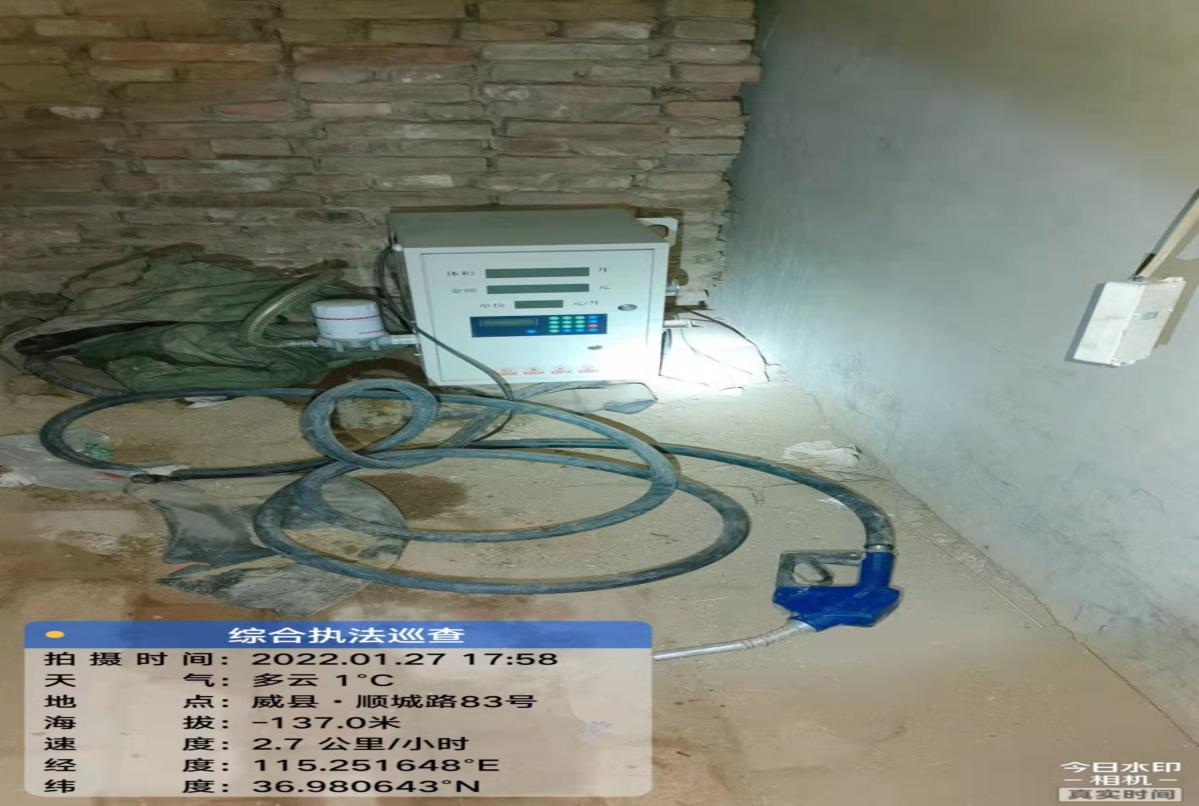 体积: 升
金额: 元
单价 元/升
综合执法巡查
拍摄时间: 2022.01.27 17:58
天气: 多云 1°C
地点: 威县·顺城路83号
海拔: -137.0米
速度: 2.7 公里/小时
经度: 115.251648°E
纬度: 36.980643°N
今日水印
-相机-
真实时间